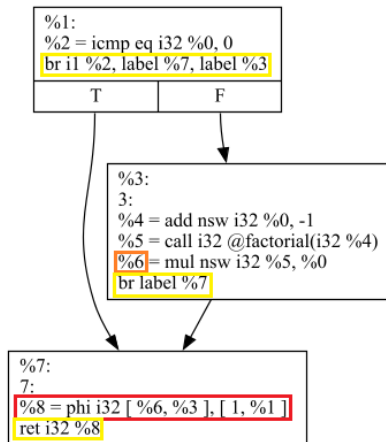 %1:
%2 = icmp eq i32 %0, 0
br i1 %2, label %7, label %3
T F
%3:
3:
%4 = add nsw i32 %0, -1
%5 = call i32 @factorial(i32 %4)
%6 = mul nsw i32 %5, %0
br label %7
%7:
7:
%8 = phi i32 [ %6, %3 ], [ 1, %1 ]
ret i32 %8